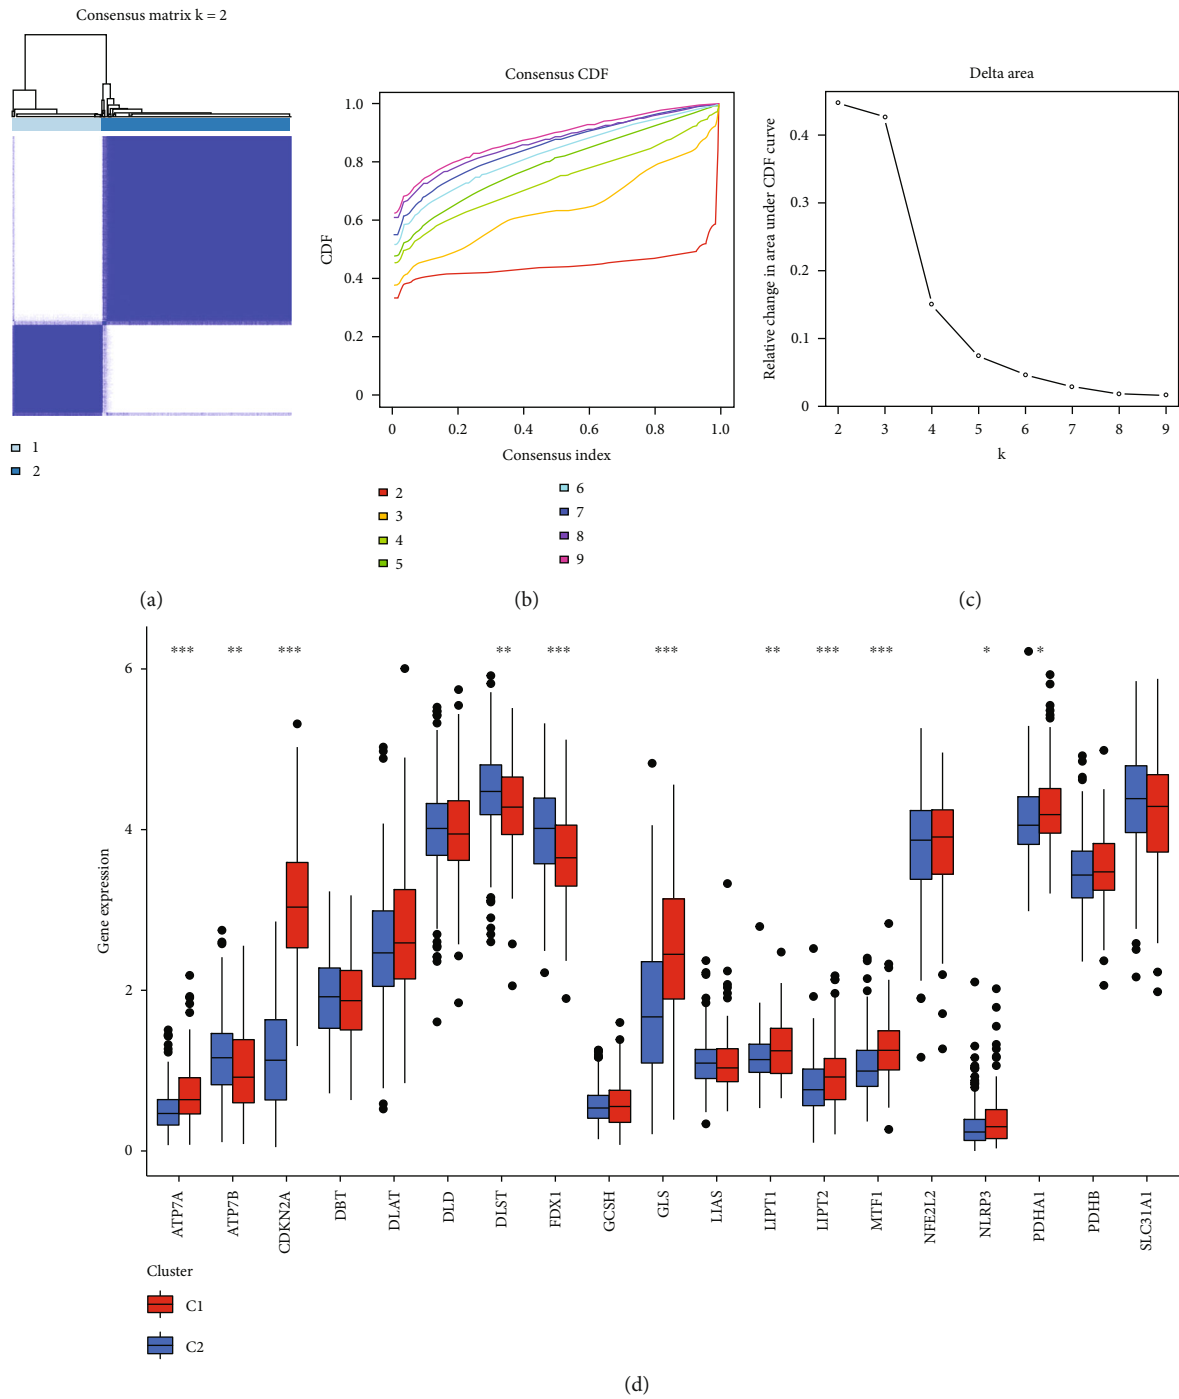 Consensus matrix k = 2
1
2
(a)
Consensus CDF
CDF
1.0
0.8
0.6
0.4
0.2
0
0 0.2 0.4 0.6 0.8 1.0
Consensus index
2 6
3 7
4 8
5 9
(b)
Delta area
Relative change in area under CDF curve
0.4
0.3
0.2
0.1
0
2 3 4 5 6 7 8 9
k
(c)
*** ** *** ** *** *** ** *** *** * *
Gene expression
6
4
2
0
ATP7A
ATP7B
CDKN2A
DBT
DLAT
DLD
DLST
FDX1
GCSH
GLS
LIAS
LIPT1
LIPT2
MTF1
NFE2L2
NLRP3
PDHA1
PDHB
SLC31A1
Cluster
C1
C2
(d)